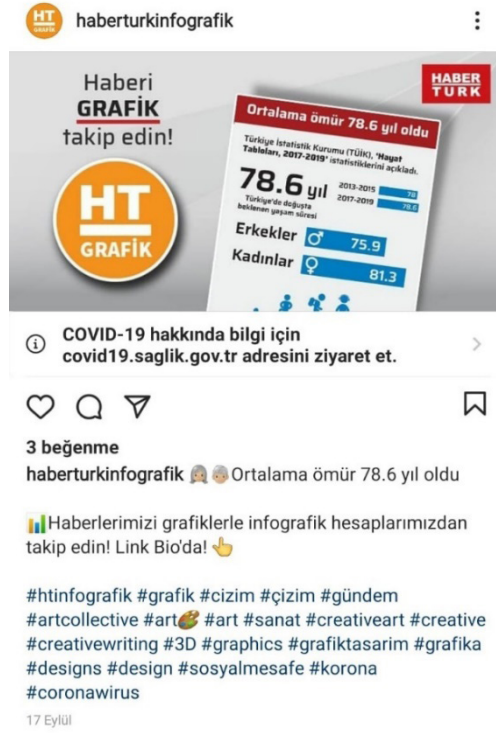 HT
GRAFİK
haberturkinfografik
HABER
TURK
Haberi
GRAFİK
takip edin!
HT
GRAFİK
Ortalama ömür 78.6 yıl oldu
Türkiye İstatistik Kurumu (TÜİK), 'Hayat
Tabloları, 2017-2019' istatistiklerini açıkladı.
78.6 yıl
Türkiye'de doğuşta
beklenen yaşam süresi
2013-2015 78
2017-2019 78.6
Erkekler 75.9
Kadınlar 81.3
COVID-19 hakkında bilgi için
covid19.saglik.gov.tr adresini ziyaret et.
3 beğenme
haberturkinfografik 👩🏼‍🦳👵🏼Ortalama ömür 78.6 yıl oldu
📊Haberlerimizi grafiklerle infografik hesaplarımızdan
takip edin! Link Bio'da! 👆
#htinfografik #grafik #cizim #çizim #gündem
#artcollective #art🎨 #art #sanat #creativeart #creative
#creativewriting #3D #graphics #grafiktasarim #grafika
#designs #design #sosyalmesafe #korona
#coronawirus
17 Eylül